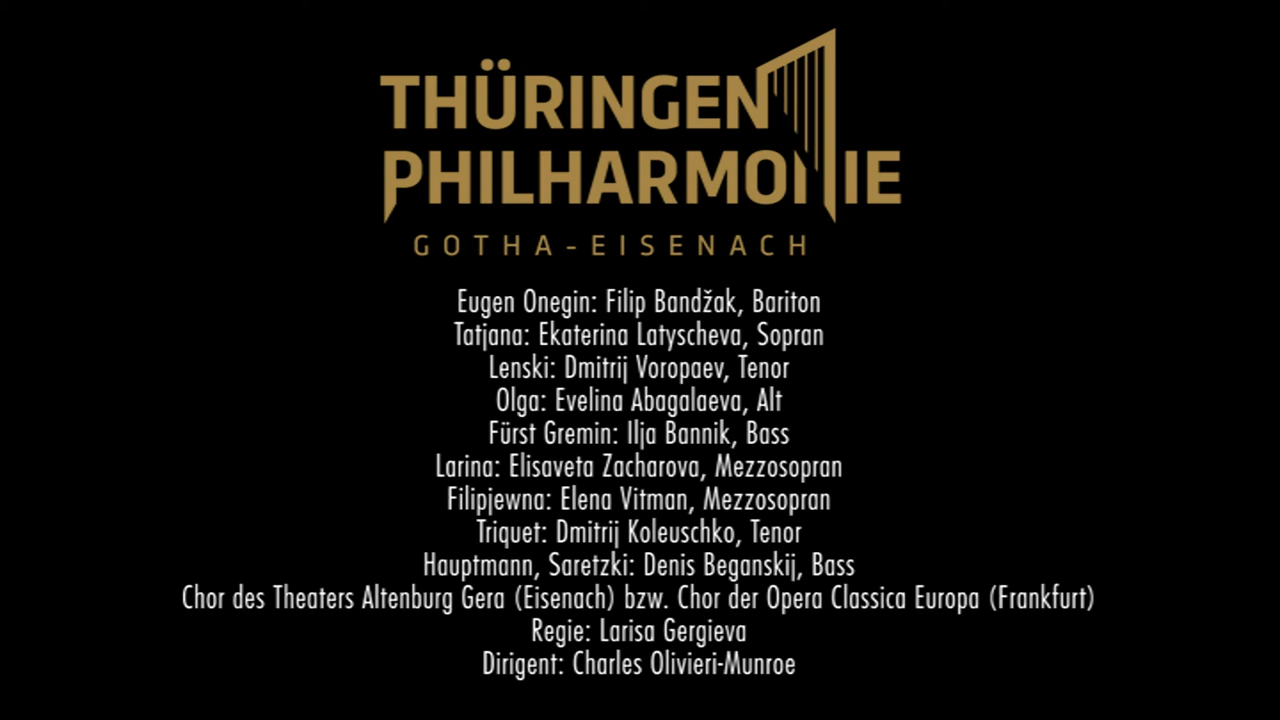 THÜRINGEN
PHILHARMONIE
GOTHA-EISENACH
Eugen Onegin: Filip Bandžak, Bariton
Tatjana: Ekaterina Latyscheva, Sopran
Lenski: Dmitrij Voropaev, Tenor
Olga: Evelina Abagalaeva, Alt
Fürst Gremin: Ilja Bannik, Bass
Larina: Elisaveta Zacharova, Mezzosopran
Filipjewna: Elena Vitman, Mezzosopran
Triquet: Dmitrij Koleuschko, Tenor
Hauptmann, Saretzki: Denis Beganskij, Bass
Chor des Theaters Altenburg Gera (Eisenach) bzw. Chor der Opera Classica Europa (Frankfurt)
Regie: Larisa Gergieva
Dirigent: Charles Olivieri-Munroe